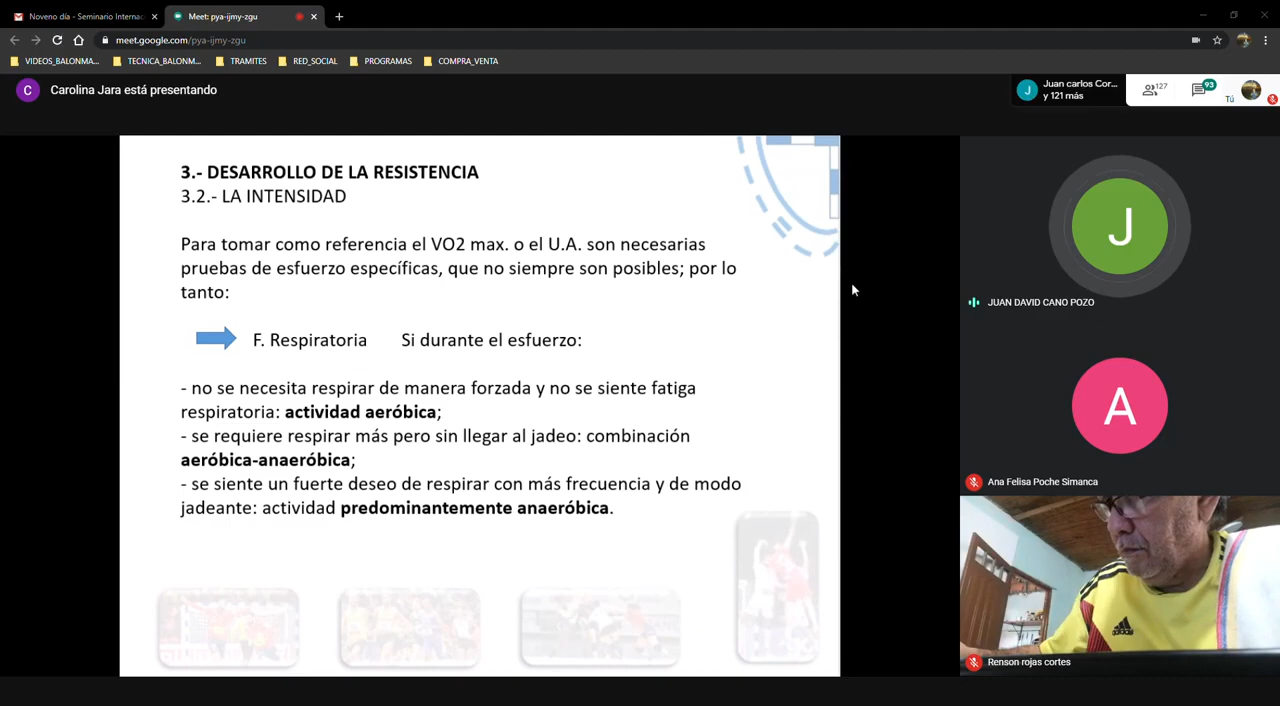 Noveno día - Seminario Internac
Meet: pya-ijmy-zgu
meet.google.com/pya-ijmy-zgu
VIDEOS_BALONMA...
TECNICA_BALONM...
TRAMITES
RED_SOCIAL
PROGRAMAS
COMPRA_VENTA
C
Carolina Jara está presentando
J
Juan carlos Cor...
y 121 más
127
93
Tú
3.- DESARROLLO DE LA RESISTENCIA
3.2.- LA INTENSIDAD
Para tomar como referencia el VO2 max. o el U.A. son necesarias
pruebas de esfuerzo específicas, que no siempre son posibles; por lo
tanto:
F. Respiratoria Si durante el esfuerzo:
- no se necesita respirar de manera forzada y no se siente fatiga
respiratoria: actividad aeróbica;
- se requiere respirar más pero sin llegar al jadeo: combinación
aeróbica-anaeróbica;
- se siente un fuerte deseo de respirar con más frecuencia y de modo
jadeante: actividad predominantemente anaeróbica.
J
JUAN DAVID CANO POZO
A
Ana Felisa Poche Simanca
adidas
Renson rojas cortes